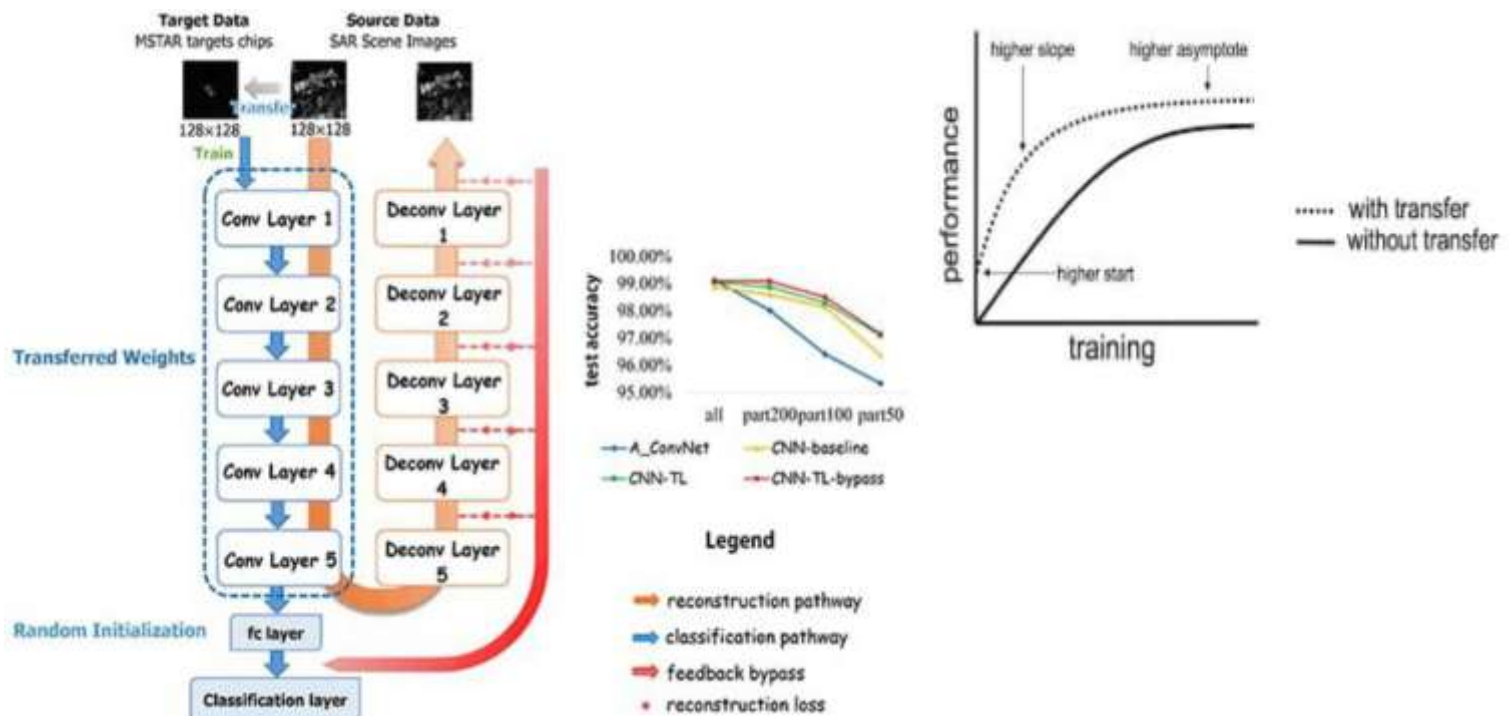 Target Data
MSTAR targets chips
Source Data
SAR Scene Images
Transfer
128×128
128×128
Train
Conv Layer 1
Conv Layer 2
Conv Layer 3
Conv Layer 4
Conv Layer 5
Transferred Weights
Random Initialization
fc layer
Classification layer
Deconv Layer
1
Deconv Layer
2
Deconv Layer
3
Deconv Layer
4
Deconv Layer
5
test accuracy
100.00%
99.00%
98.00%
97.00%
96.00%
95.00%
all part200 part100 part50
A_ConvNet CNN-baseline
CNN-TL CNN-TL-bypass
Legend
reconstruction pathway
classification pathway
feedback bypass
reconstruction loss
higher slope higher asymptote
performance
higher start
training
with transfer
without transfer